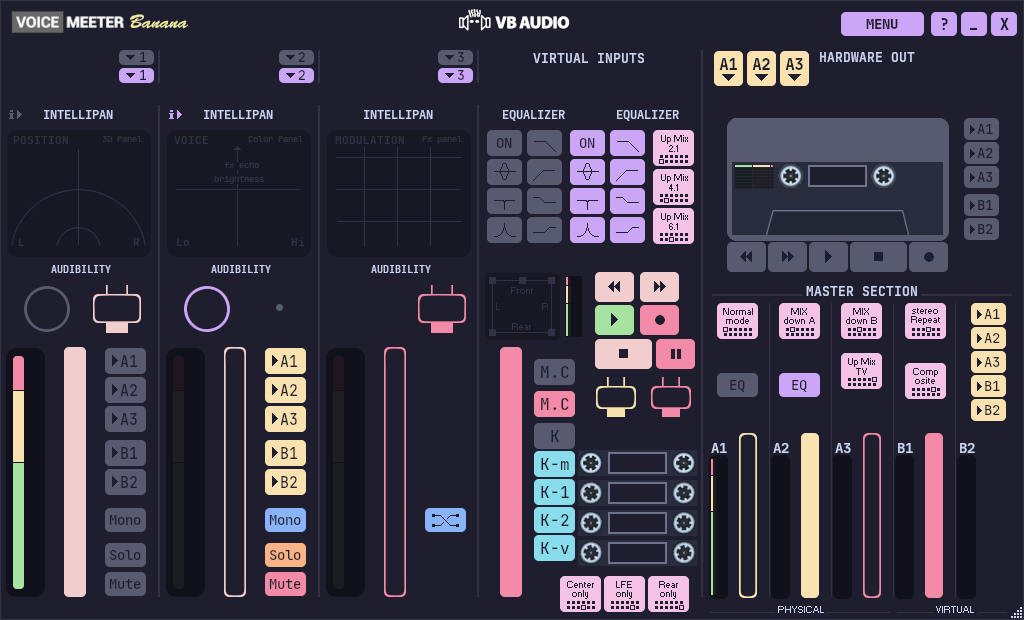 VOICE MEETER Banana
VB AUDIO
MENU ? _ X
1 2 3
1 2 3
VIRTUAL INPUTS
A1 A2 A3
HARDWARE OUT
INTELLIPAN
INTELLIPAN
INTELLIPAN
EQUALIZER
EQUALIZER
POSITION 3D Panel
L R
VOICE Color Panel
fx echo
brightness
Lo Hi
MODULATION fx panel
ON
ON
Up Mix
2.1
Up Mix
4.1
Up Mix
6.1
A1
A2
A3
B1
B2
AUDIBILITY
AUDIBILITY
AUDIBILITY
Front
L R
Rear
A1
A2
A3
B1
B2
Mono
Solo
Mute
A1
A2
A3
B1
B2
Mono
Solo
Mute
M.C
M.C
K
K-m
K-1
K-2
K-v
Center
only
LFE
only
Rear
only
MASTER SECTION
Normal
mode
MIX
down A
MIX
down B
stereo
Repeat
Up Mix
TV
Comp
osite
EQ
EQ
A1
A2
A3
B1
B2
A1 A2 A3 B1 B2
PHYSICAL
VIRTUAL